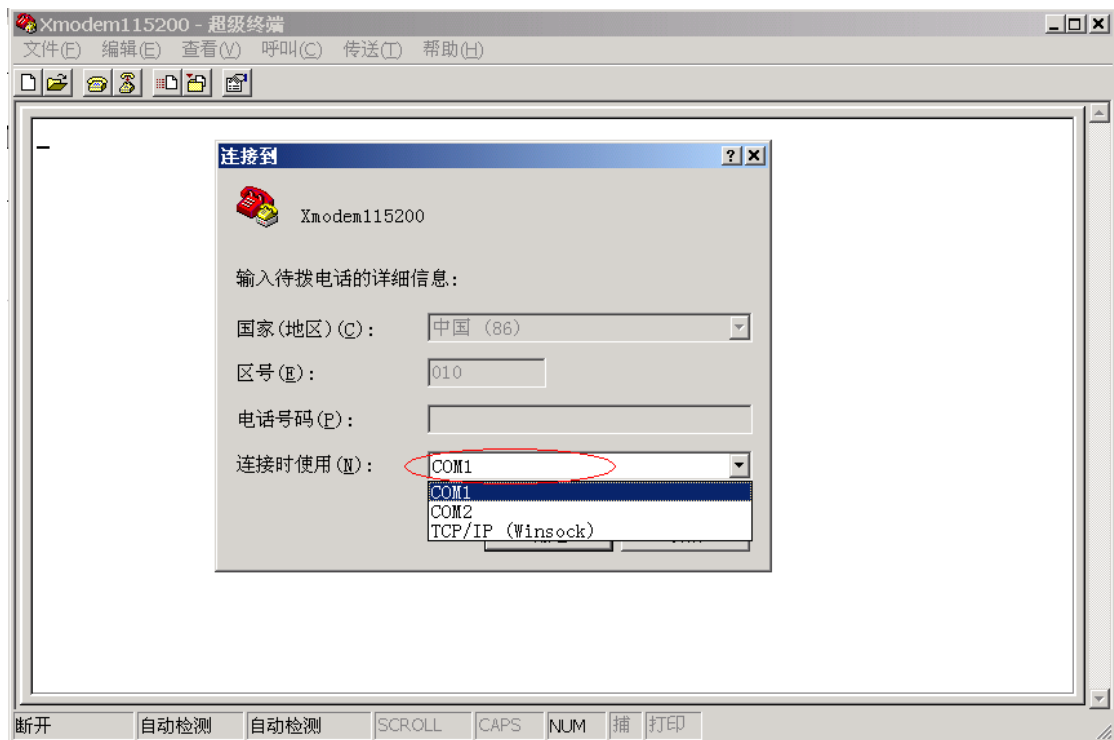 Xmodem115200 - 超级终端
文件(F) 编辑(E) 查看(V) 呼叫(C) 传送(T) 帮助(H)
连接到
Xmodem115200
输入待拨电话的详细信息:
国家(地区)(C): 中国 (86)
区号(E): 010
电话号码(P):
连接时使用(N): COM1
COM1
COM2
TCP/IP (Winsock)
断开 自动检测 自动检测 SCROLL CAPS NUM 捕 打印